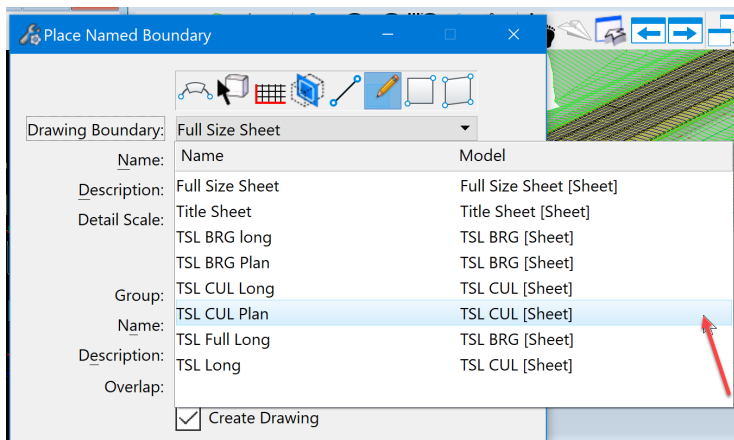 Place Named Boundary
Drawing Boundary: Full Size Sheet
Name: Name Model
Description: Full Size Sheet Full Size Sheet [Sheet]
Detail Scale: Title Sheet Title Sheet [Sheet]
TSL BRG long TSL BRG [Sheet]
TSL BRG Plan TSL BRG [Sheet]
Group: TSL CUL Long TSL CUL [Sheet]
Name: TSL CUL Plan TSL CUL [Sheet]
Description: TSL Full Long TSL BRG [Sheet]
Overlap: TSL Long TSL CUL [Sheet]
Create Drawing